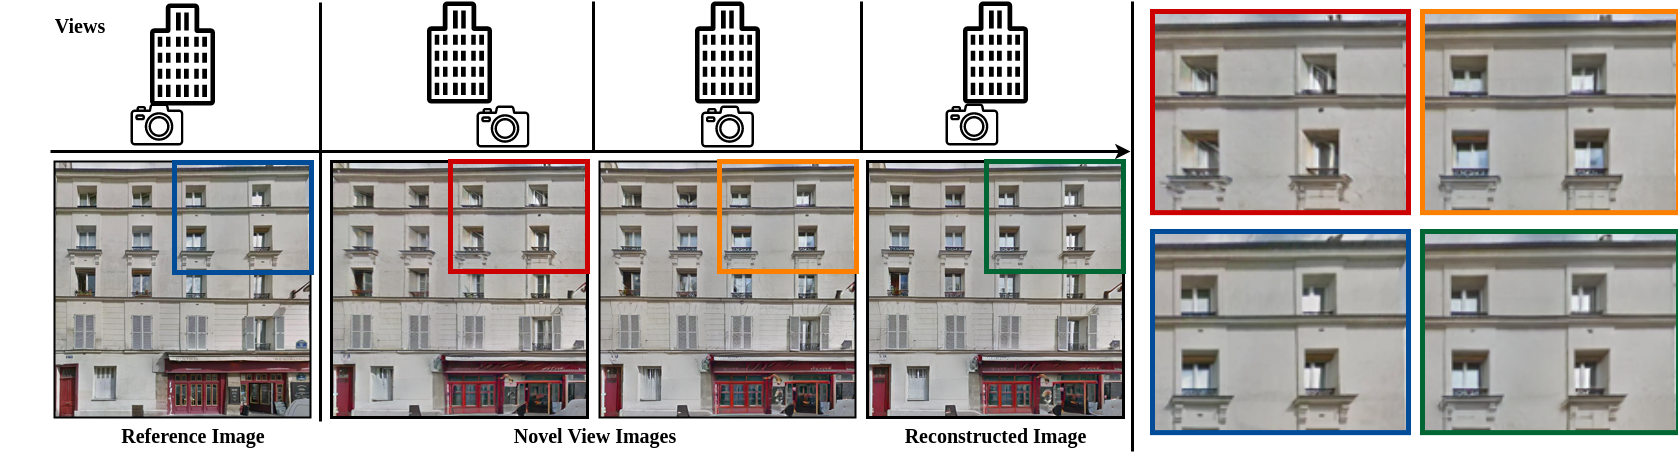 Views
Reference Image
Novel View Images
Reconstructed Image